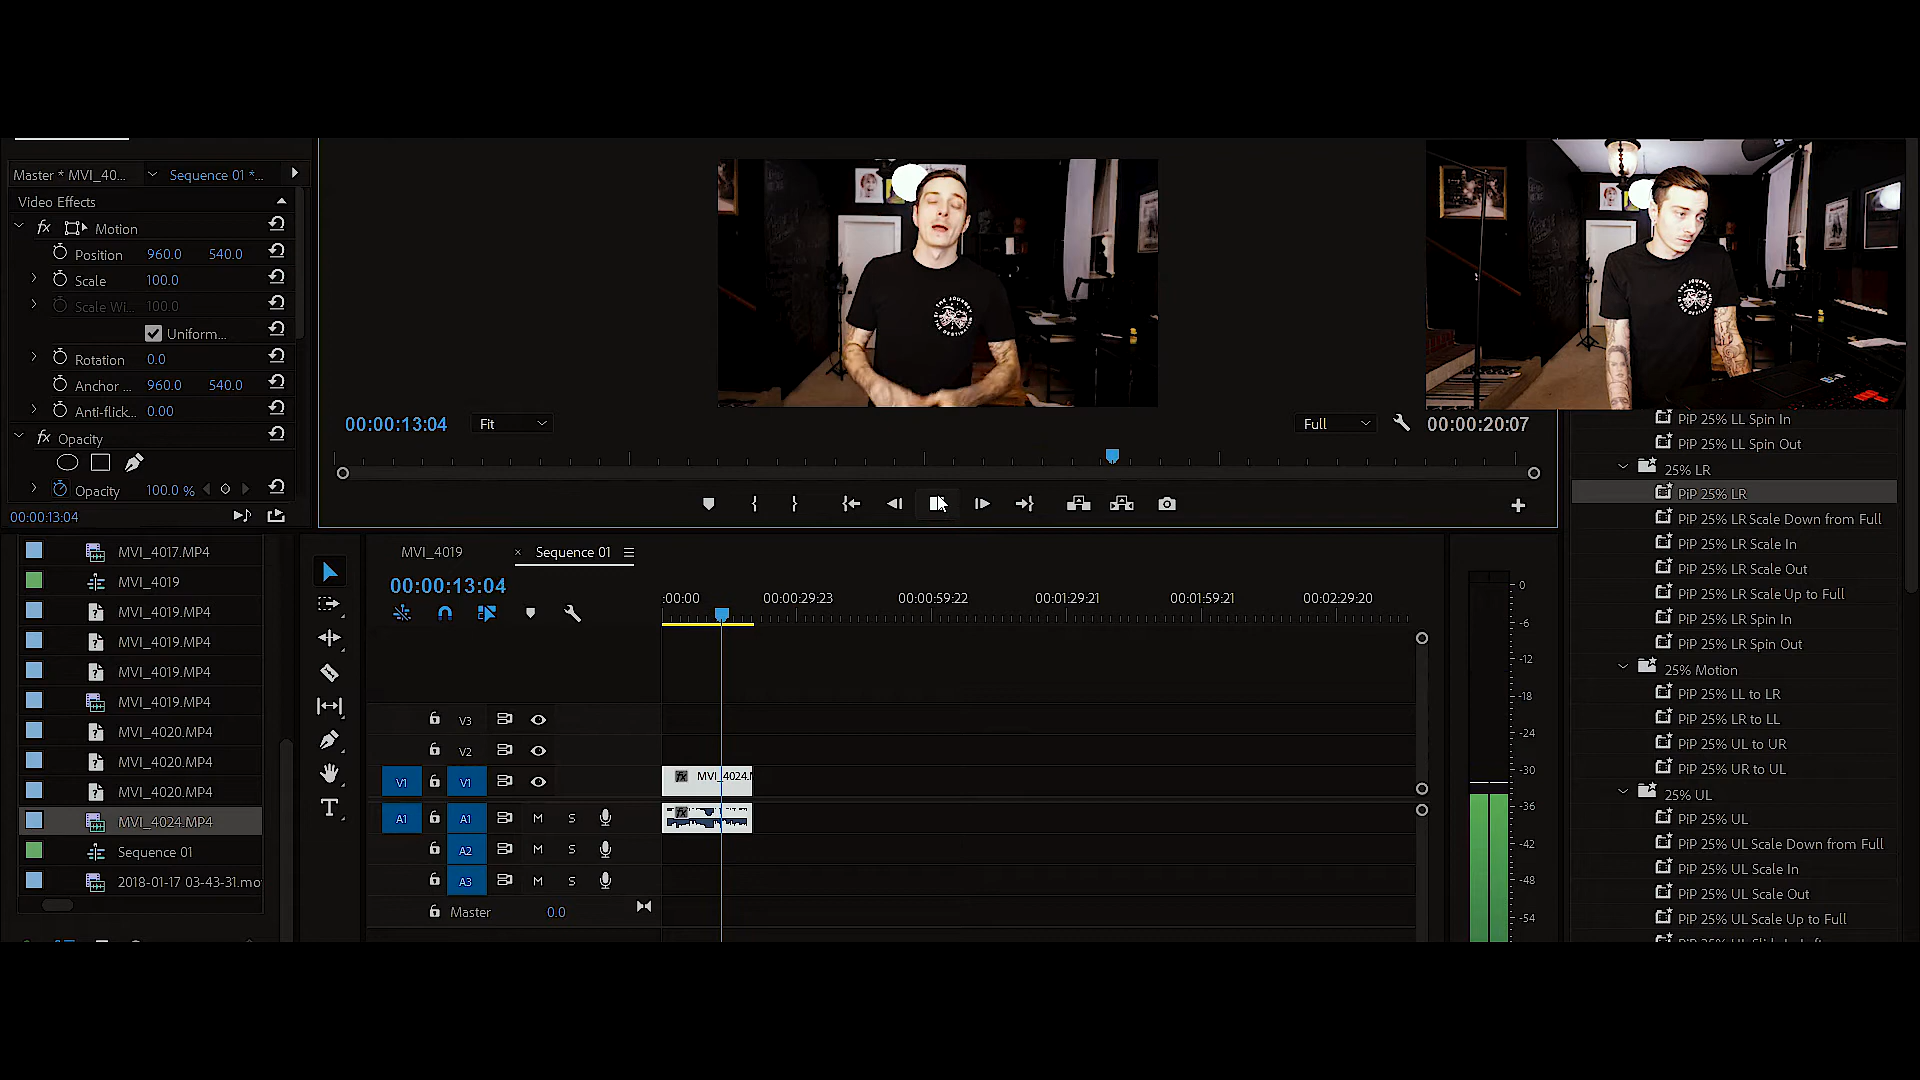 Master * MVI_40...
Sequence 01 *...
Video Effects
fx Motion
Position 960.0 540.0
Scale 100.0
Scale Wi... 100.0
Uniform...
Rotation 0.0
Anchor ... 960.0 540.0
Anti-flick... 0.00
fx Opacity
Opacity 100.0 %
00:00:13:04
THE JOURNEY
THE DESTINATION
00:00:13:04
Fit
Full
00:00:20:07
PiP 25% LL Spin In
PiP 25% LL Spin Out
25% LR
PiP 25% LR
PiP 25% LR Scale Down from Full
PiP 25% LR Scale In
PiP 25% LR Scale Out
PiP 25% LR Scale Up to Full
PiP 25% LR Spin In
PiP 25% LR Spin Out
25% Motion
PiP 25% LL to LR
PiP 25% LR to LL
PiP 25% UL to UR
PiP 25% UR to UL
25% UL
PiP 25% UL
PiP 25% UL Scale Down from Full
PiP 25% UL Scale In
PiP 25% UL Scale Out
PiP 25% UL Scale Up to Full
MVI_4017.MP4
MVI_4019
MVI_4019.MP4
MVI_4019.MP4
MVI_4019.MP4
MVI_4019.MP4
MVI_4020.MP4
MVI_4020.MP4
MVI_4020.MP4
MVI_4024.MP4
Sequence 01
2018-01-17 03-43-31.mo
MVI_4019
× Sequence 01
00:00:13:04
:00:00
00:00:29:23
00:00:59:22
00:01:29:21
00:01:59:21
00:02:29:20
V3
V2
V1 V1
fx MVI_4024.M
A1 A1 M S
fx
A2 M S
A3 M S
Master 0.0
0
-6
-12
-18
-24
-30
-36
-42
-48
-54